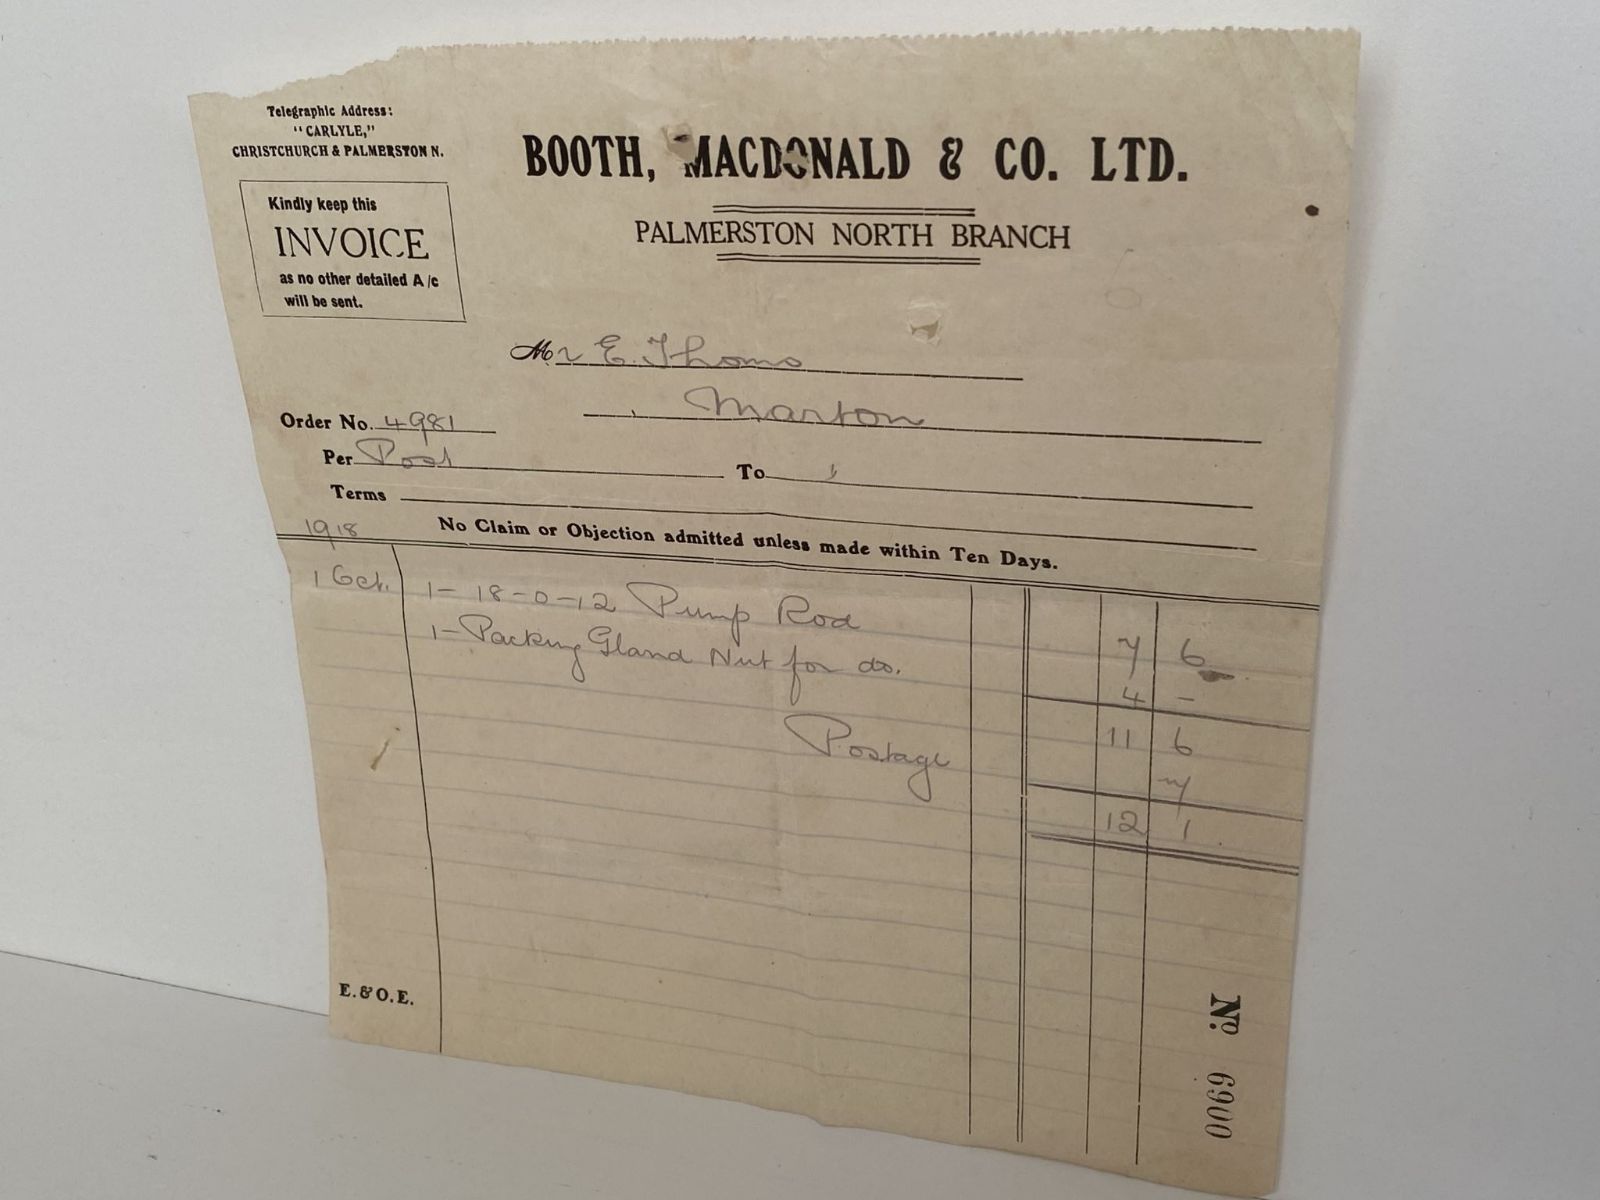 Telegraphic Address:
"CARLYLE,"
CHRISTCHURCH & PALMERSTON N.
Kindly keep this
INVOICE
as no other detailed A/c
will be sent.
BOOTH, MACDONALD & CO. LTD.
PALMERSTON NORTH BRANCH
Mr E. Thoms
Marton
Order No. 4981
Per Post To
Terms
1918 No Claim or Objection admitted unless made within Ten Days.
1 Oct. 1 - 18-0-12 Pump Rod 7 6
1 - Packing Gland Nut for do. 4 -
11 6
Postage 7
12 1
E. & O. E.
No. 6900